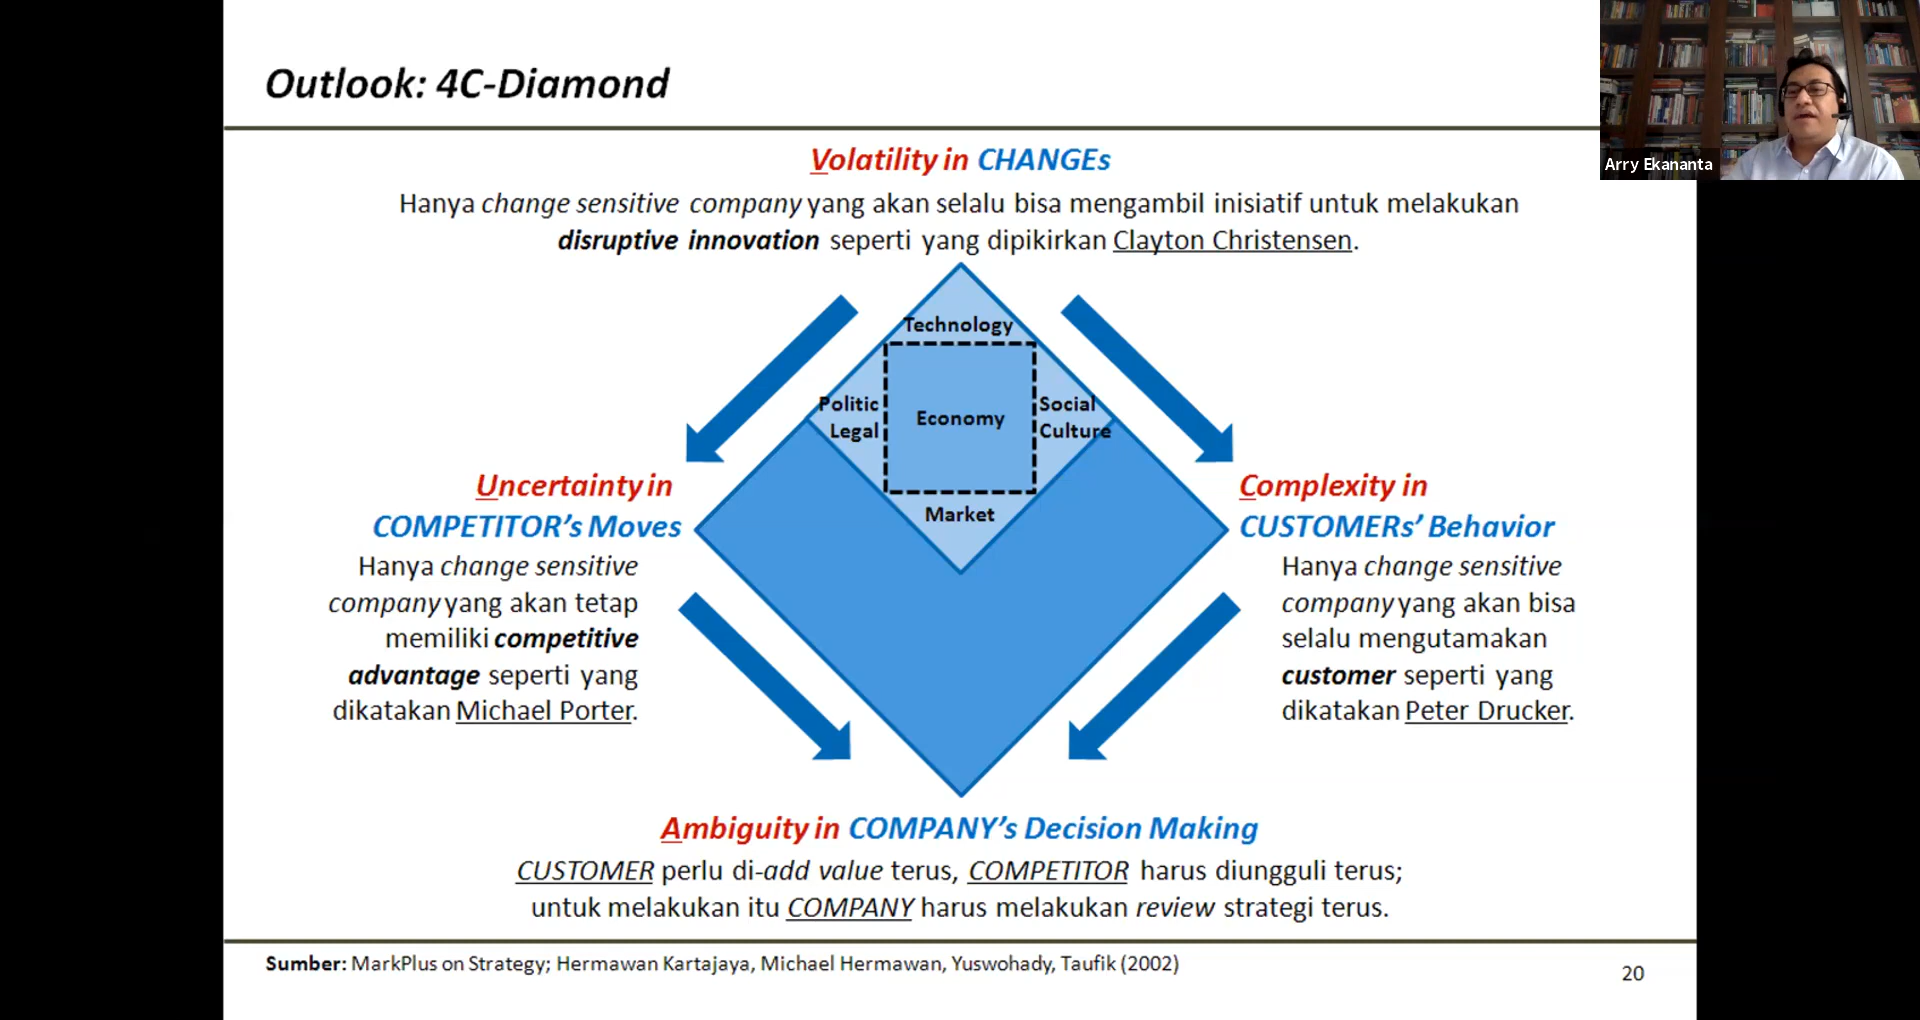 Outlook: 4C-Diamond
Arry Ekananta
Volatility in CHANGEs
Hanya change sensitive company yang akan selalu bisa mengambil inisiatif untuk melakukan
disruptive innovation seperti yang dipikirkan Clayton Christensen.
Technology
Politic
Legal
Economy
Social
Culture
Market
Uncertainty in
COMPETITOR's Moves
Hanya change sensitive
company yang akan tetap
memiliki competitive
advantage seperti yang
dikatakan Michael Porter.
Complexity in
CUSTOMERs' Behavior
Hanya change sensitive
company yang akan bisa
selalu mengutamakan
customer seperti yang
dikatakan Peter Drucker.
Ambiguity in COMPANY's Decision Making
CUSTOMER perlu di-add value terus, COMPETITOR harus diungguli terus;
untuk melakukan itu COMPANY harus melakukan review strategi terus.
Sumber: MarkPlus on Strategy; Hermawan Kartajaya, Michael Hermawan, Yuswohady, Taufik (2002)
20